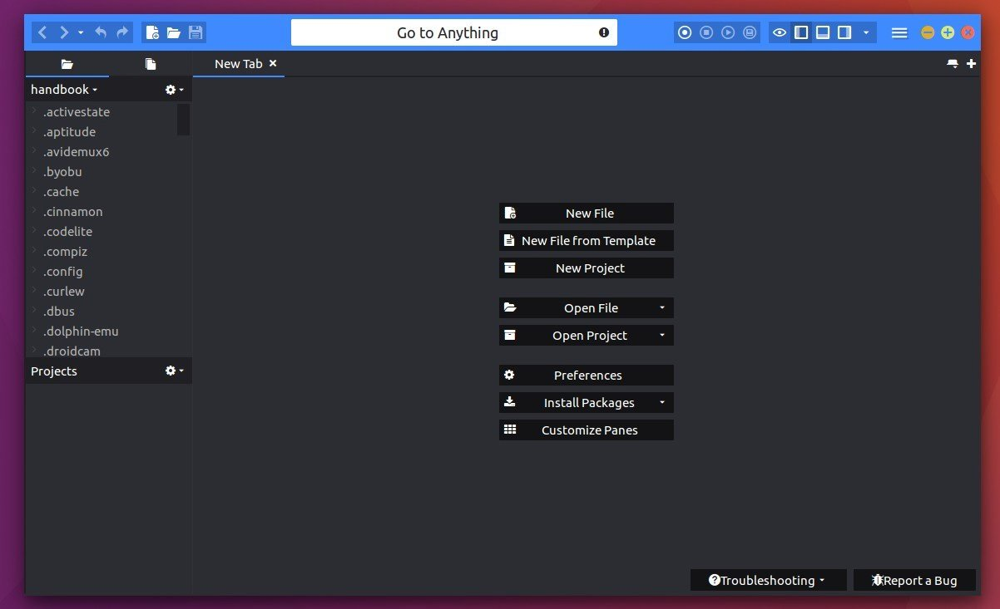 Go to Anything
New Tab
handbook
.activestate
.aptitude
.avidemux6
.byobu
.cache
.cinnamon
.codelite
.compiz
.config
.curlew
.dbus
.dolphin-emu
.droidcam
Projects
New File
New File from Template
New Project
Open File
Open Project
Preferences
Install Packages
Customize Panes
Troubleshooting
Report a Bug